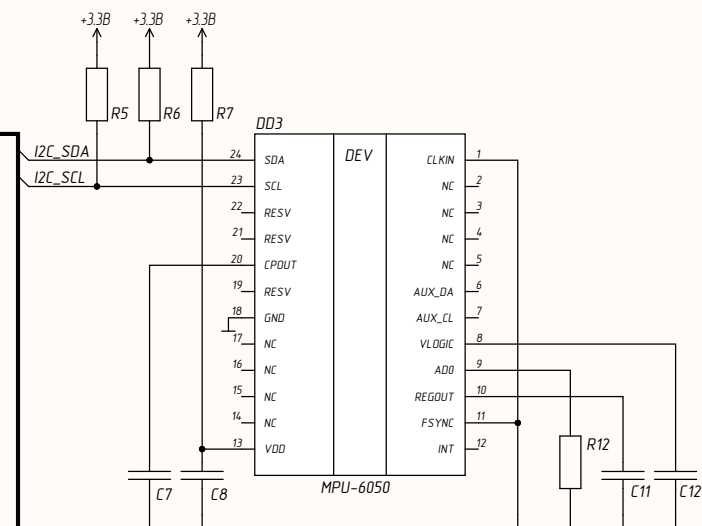 +3.3В +3.3В +3.3В
R5 R6 R7
DD3
DEV
I2C_SDA
I2C_SCL
24 SDA
23 SCL
22 RESV
21 RESV
20 CPOUT
19 RESV
18 GND
17 NC
16 NC
15 NC
14 NC
13 VDD
CLKIN 1
NC 2
NC 3
NC 4
NC 5
AUX_DA 6
AUX_CL 7
VLOGIC 8
AD0 9
REGOUT 10
FSYNC 11
INT 12
MPU-6050
C7 C8
R12
C11 C12